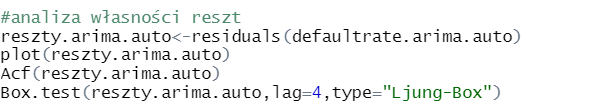 #analiza własności reszt
reszty.arima.auto<-residuals(defaultrate.arima.auto)
plot(reszty.arima.auto)
Acf(reszty.arima.auto)
Box.test(reszty.arima.auto,lag=4,type="Ljung-Box")